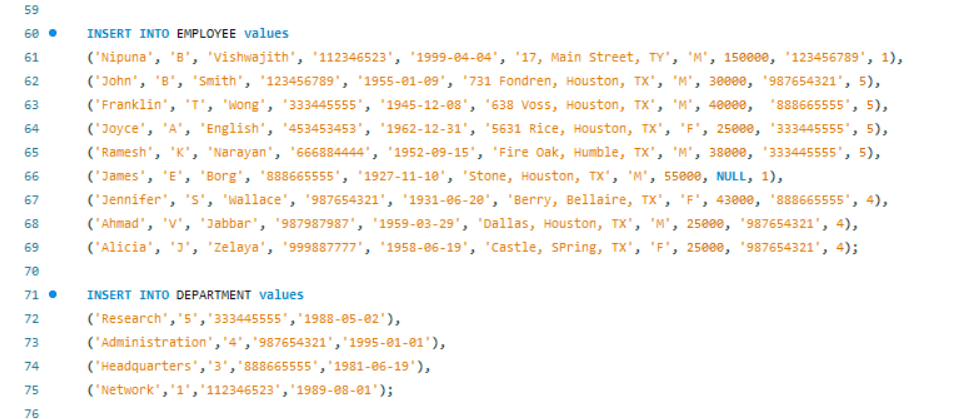 59
60 INSERT INTO EMPLOYEE values
61 ('Nipuna', 'B', 'Vishwajith', '112346523', '1999-04-04', '17, Main Street, TY', 'M', 150000, '123456789', 1),
62 ('John', 'B', 'Smith', '123456789', '1955-01-09', '731 Fondren, Houston, TX', 'M', 30000, '987654321', 5),
63 ('Franklin', 'T', 'Wong', '333445555', '1945-12-08', '638 Voss, Houston, TX', 'M', 40000,  '888665555', 5),
64 ('Joyce', 'A', 'English', '453453453', '1962-12-31', '5631 Rice, Houston, TX', 'F', 25000, '333445555', 5),
65 ('Ramesh', 'K', 'Narayan', '666884444', '1952-09-15', 'Fire Oak, Humble, TX', 'M', 38000, '333445555', 5),
66 ('James', 'E', 'Borg', '888665555', '1927-11-10', 'Stone, Houston, TX', 'M', 55000, NULL, 1),
67 ('Jennifer', 'S', 'Wallace', '987654321', '1931-06-20', 'Berry, Bellaire, TX', 'F', 43000, '888665555', 4),
68 ('Ahmad', 'V', 'Jabbar', '987987987', '1959-03-29', 'Dallas, Houston, TX', 'M', 25000, '987654321', 4),
69 ('Alicia', 'J', 'Zelaya', '999887777', '1958-06-19', 'Castle, SPring, TX', 'F', 25000, '987654321', 4);
70
71 INSERT INTO DEPARTMENT values
72 ('Research','5','333445555','1988-05-02'),
73 ('Administration','4','987654321','1995-01-01'),
74 ('Headquarters','3','888665555','1981-06-19'),
75 ('Network','1','112346523','1989-08-01');
76